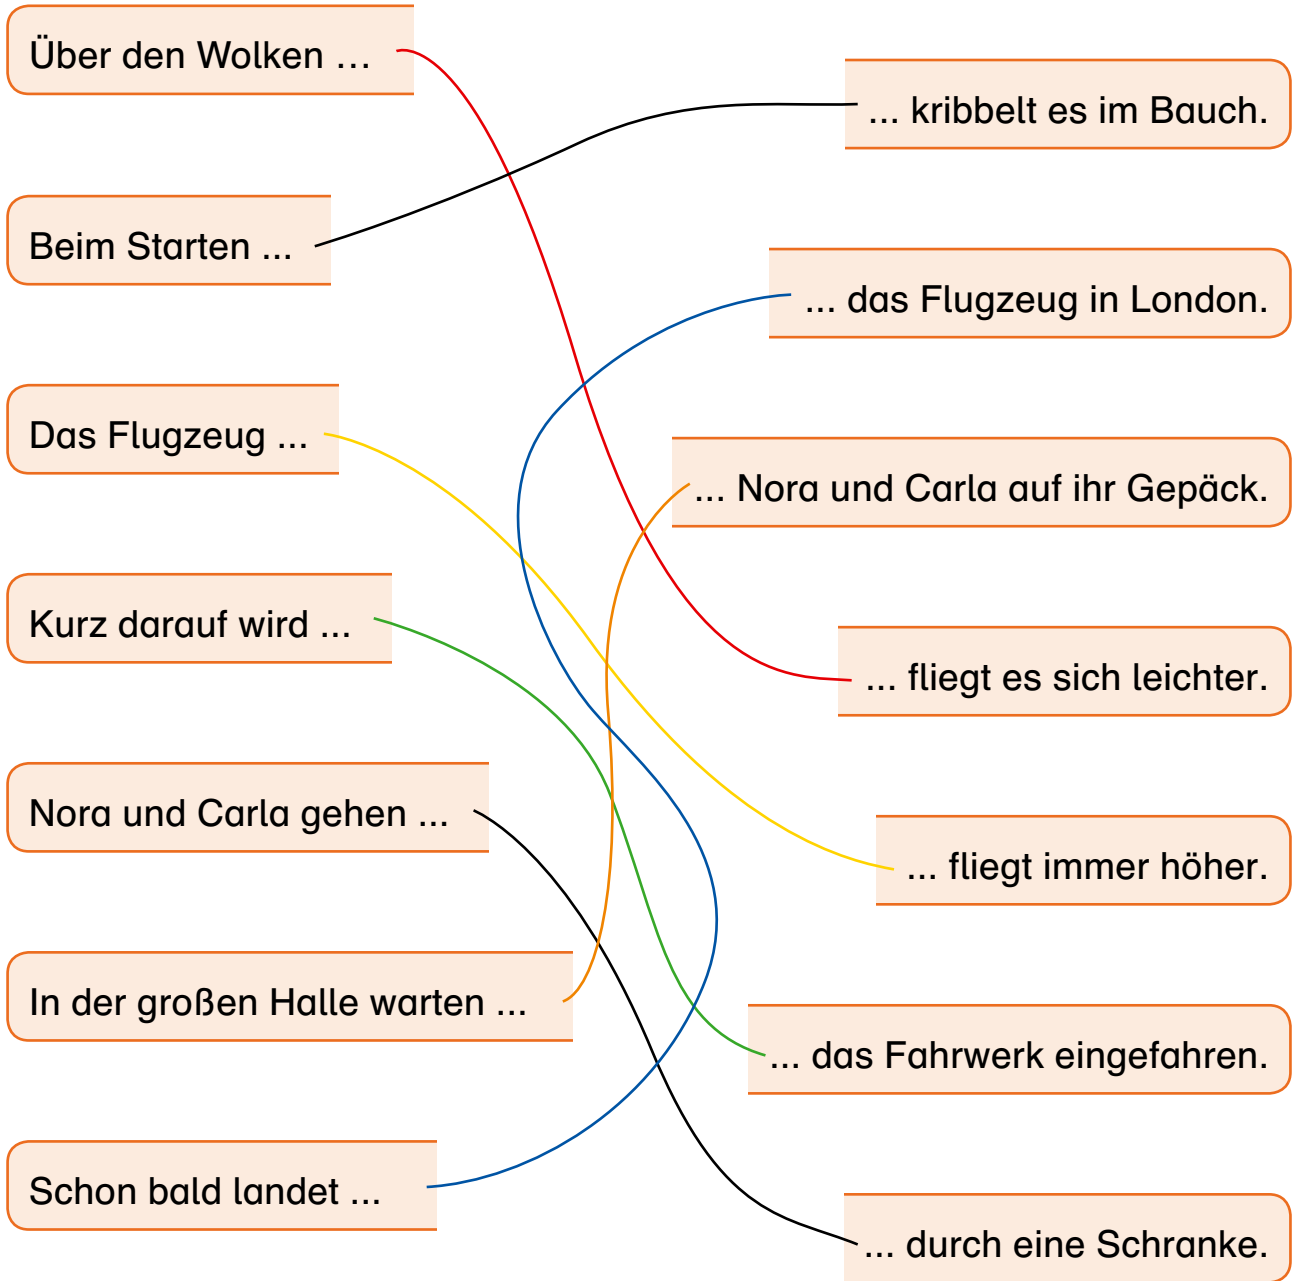 Über den Wolken ...
... kribbelt es im Bauch.
Beim Starten ...
... das Flugzeug in London.
Das Flugzeug ...
... Nora und Carla auf ihr Gepäck.
Kurz darauf wird ...
... fliegt es sich leichter.
Nora und Carla gehen ...
... fliegt immer höher.
In der großen Halle warten ...
... das Fahrwerk eingefahren.
Schon bald landet ...
... durch eine Schranke.